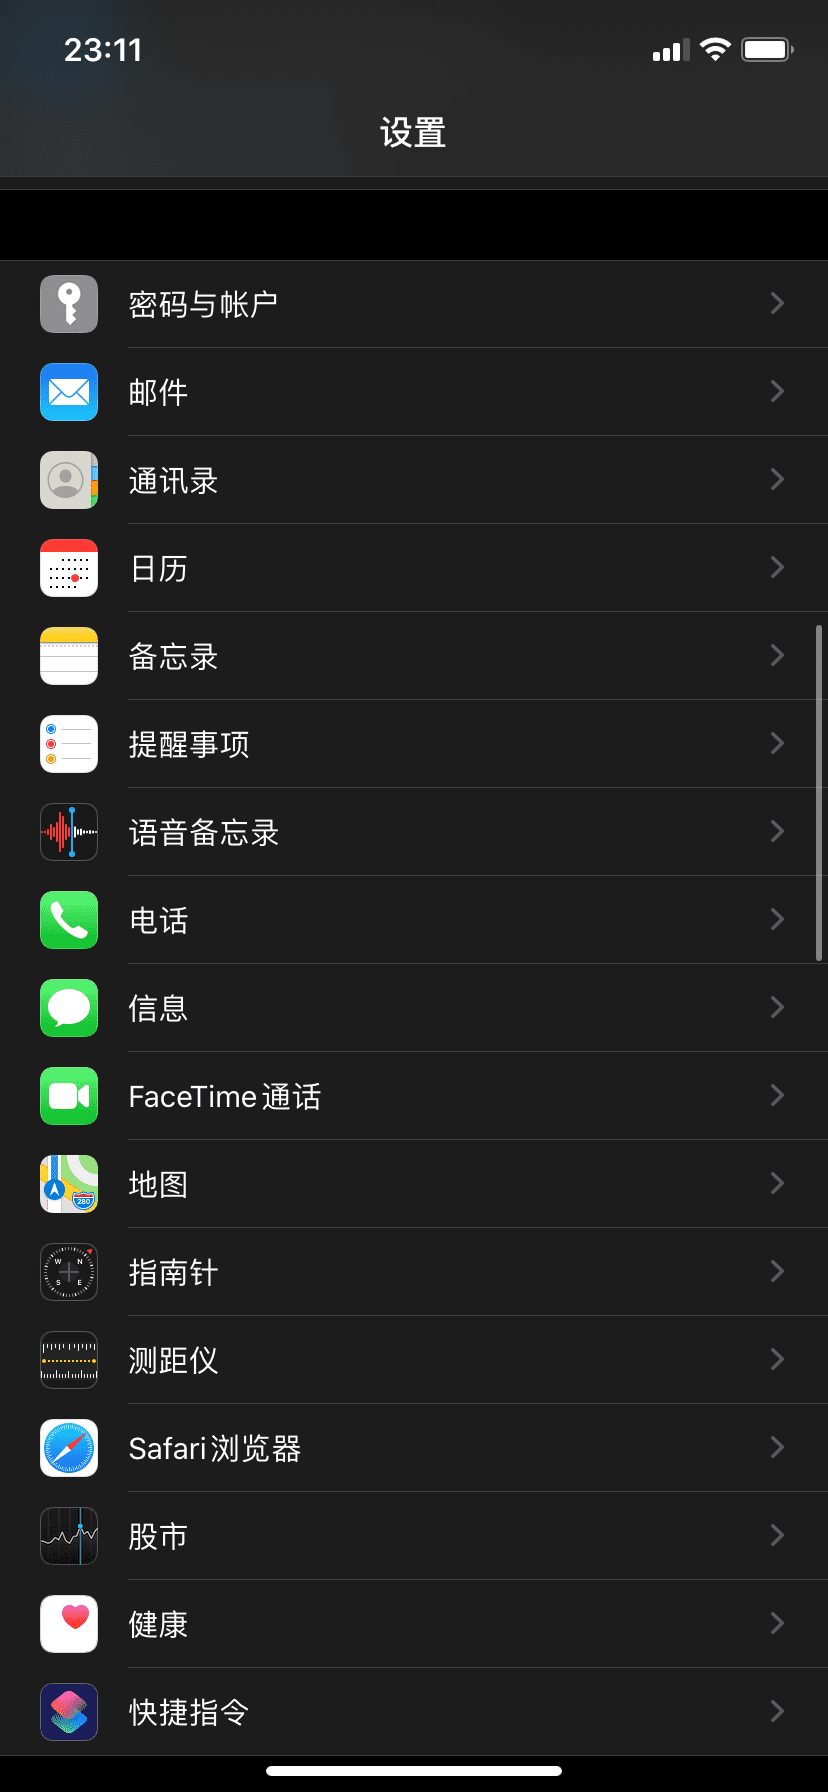 23:11
设置
密码与帐户
邮件
通讯录
日历
备忘录
提醒事项
语音备忘录
电话
信息
FaceTime通话
地图
280
指南针
W N
S E
测距仪
Safari浏览器
股市
健康
快捷指令